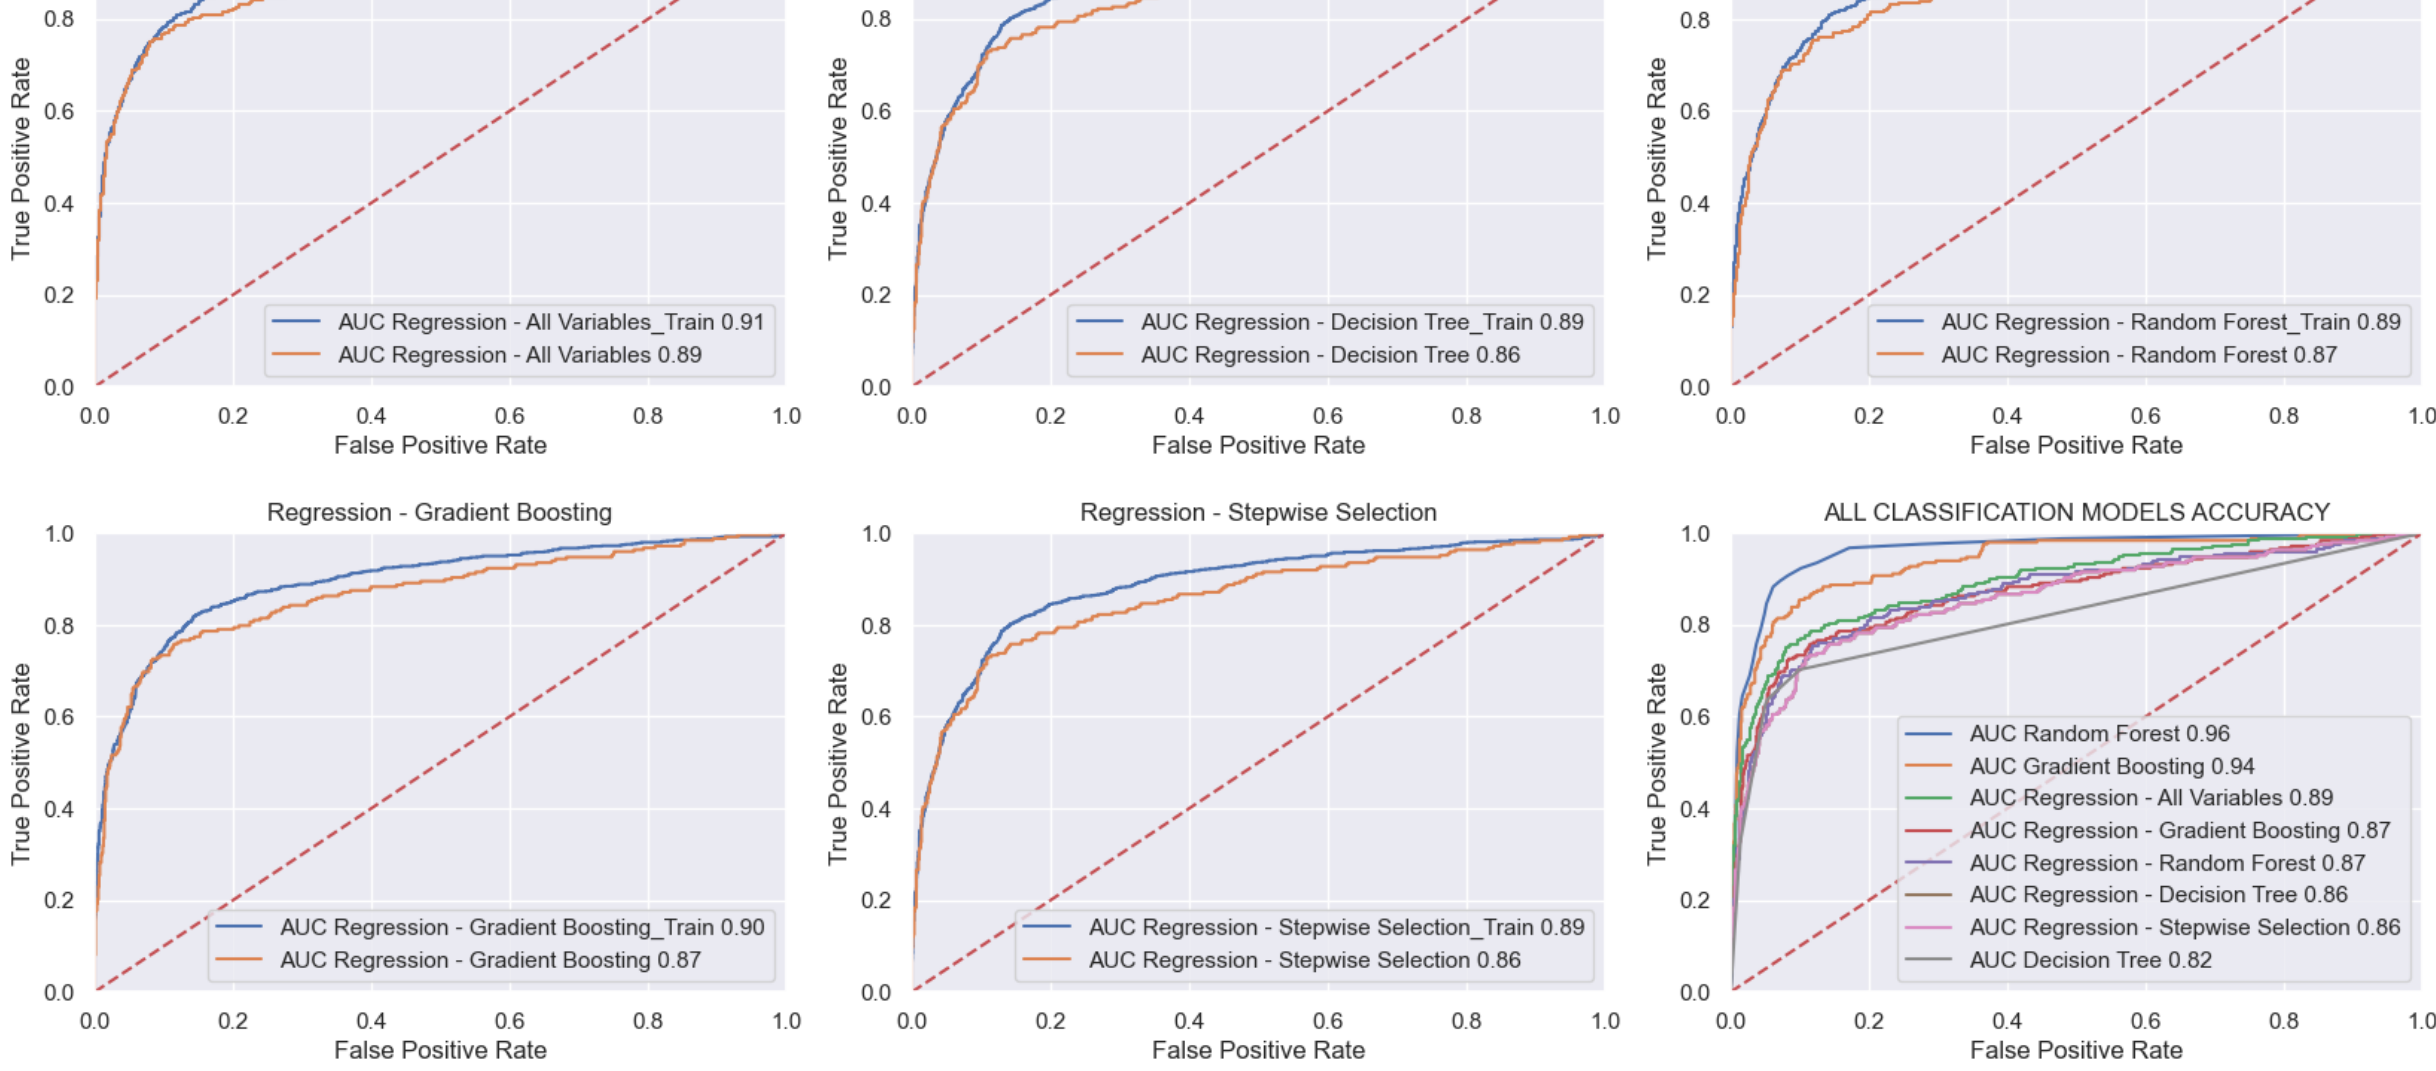 0.8
0.6
0.4
0.2
0.0
True Positive Rate
AUC Regression - All Variables_Train 0.91
AUC Regression - All Variables 0.89
0.0 0.2 0.4 0.6 0.8 1.0
False Positive Rate
0.8
0.6
0.4
0.2
0.0
True Positive Rate
AUC Regression - Decision Tree_Train 0.89
AUC Regression - Decision Tree 0.86
0.0 0.2 0.4 0.6 0.8 1.0
False Positive Rate
0.8
0.6
0.4
0.2
0.0
True Positive Rate
AUC Regression - Random Forest_Train 0.89
AUC Regression - Random Forest 0.87
0.0 0.2 0.4 0.6 0.8 1.0
False Positive Rate
Regression - Gradient Boosting
1.0
0.8
0.6
0.4
0.2
0.0
True Positive Rate
AUC Regression - Gradient Boosting_Train 0.90
AUC Regression - Gradient Boosting 0.87
0.0 0.2 0.4 0.6 0.8 1.0
False Positive Rate
Regression - Stepwise Selection
1.0
0.8
0.6
0.4
0.2
0.0
True Positive Rate
AUC Regression - Stepwise Selection_Train 0.89
AUC Regression - Stepwise Selection 0.86
0.0 0.2 0.4 0.6 0.8 1.0
False Positive Rate
ALL CLASSIFICATION MODELS ACCURACY
1.0
0.8
0.6
0.4
0.2
0.0
True Positive Rate
AUC Random Forest 0.96
AUC Gradient Boosting 0.94
AUC Regression - All Variables 0.89
AUC Regression - Gradient Boosting 0.87
AUC Regression - Random Forest 0.87
AUC Regression - Decision Tree 0.86
AUC Regression - Stepwise Selection 0.86
AUC Decision Tree 0.82
0.0 0.2 0.4 0.6 0.8 1.0
False Positive Rate